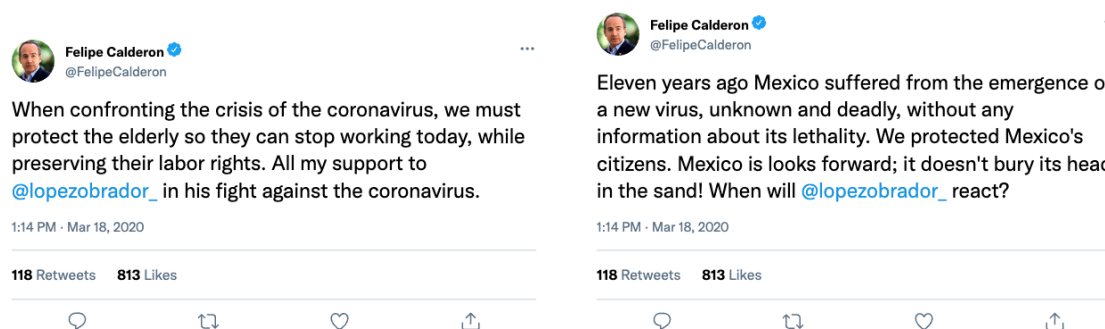 Felipe Calderon
@FelipeCalderon
When confronting the crisis of the coronavirus, we must
protect the elderly so they can stop working today, while
preserving their labor rights. All my support to
@lopezobrador_ in his fight against the coronavirus.
1:14 PM · Mar 18, 2020
118 Retweets 813 Likes
Felipe Calderon
@FelipeCalderon
Eleven years ago Mexico suffered from the emergence o
a new virus, unknown and deadly, without any
information about its lethality. We protected Mexico's
citizens. Mexico is looks forward; it doesn't bury its head
in the sand! When will @lopezobrador_ react?
1:14 PM · Mar 18, 2020
118 Retweets 813 Likes